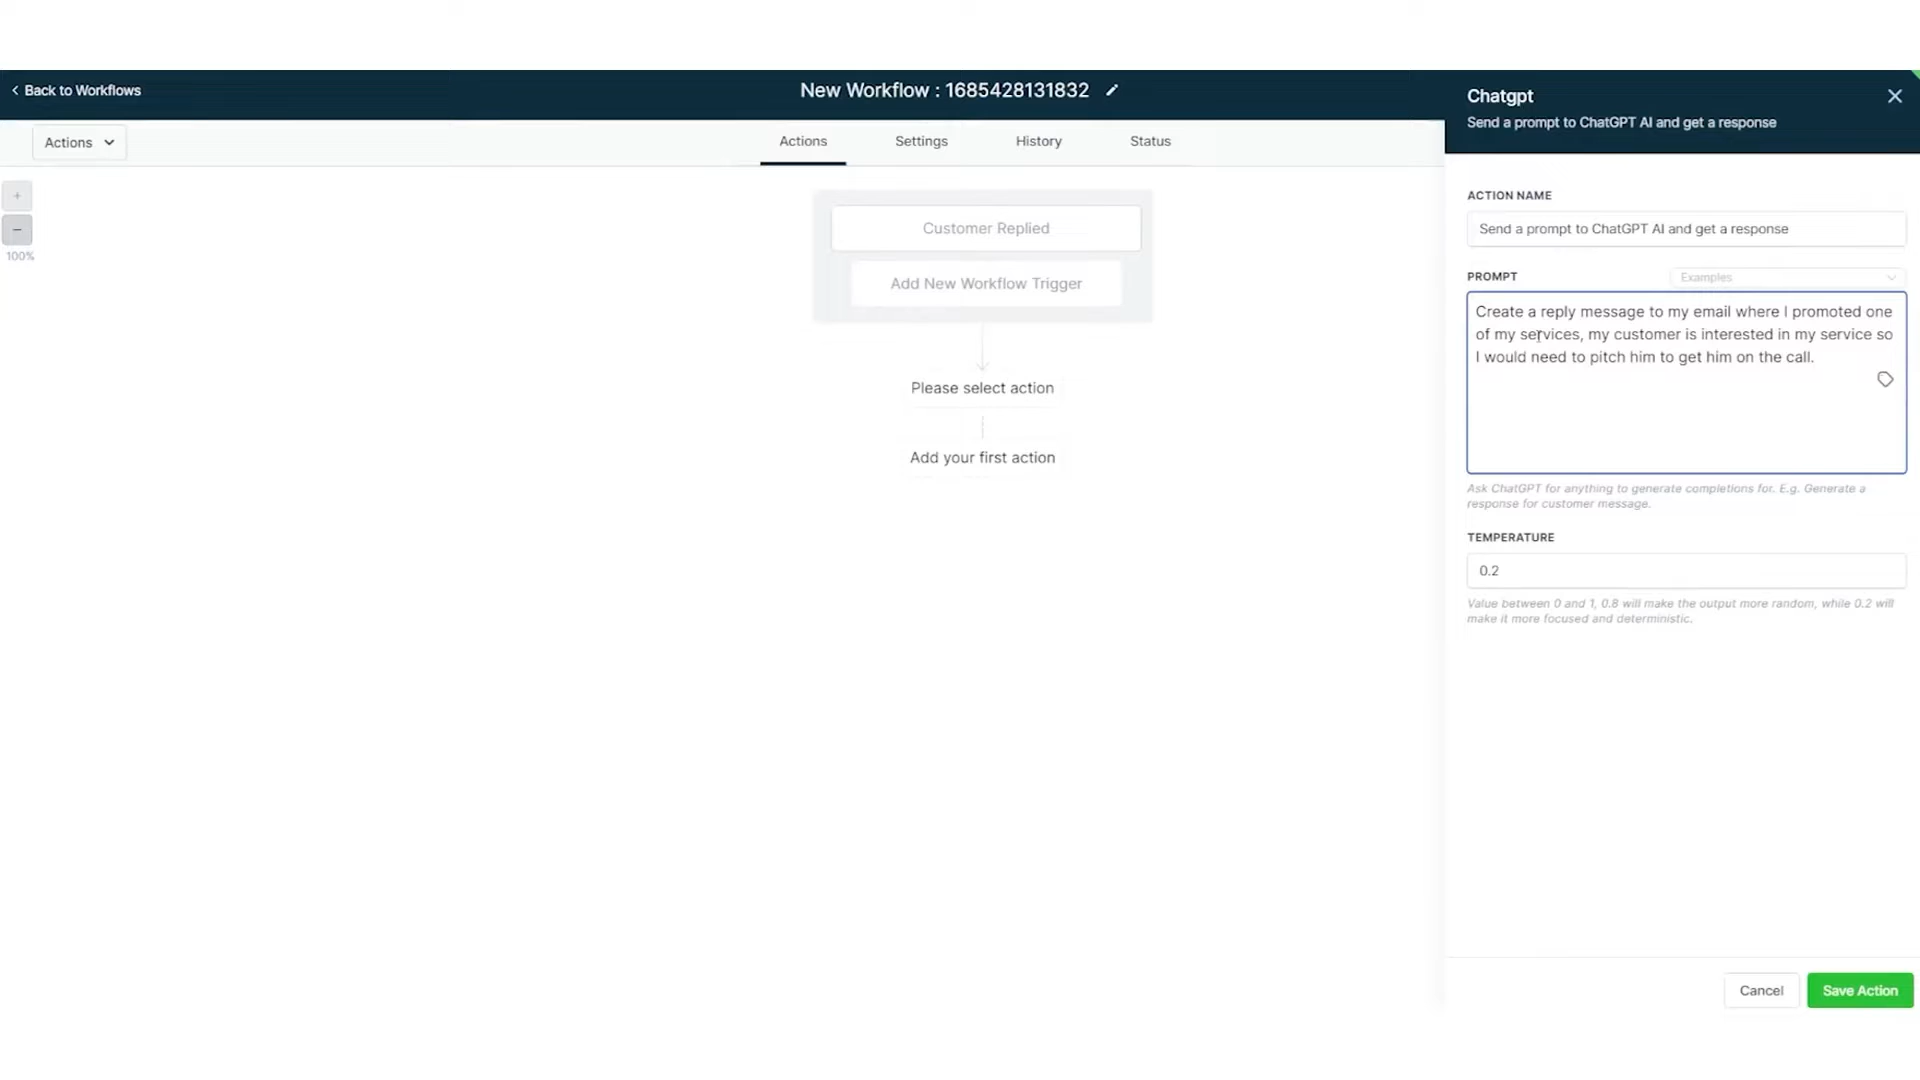 Back to Workflows
New Workflow : 1685428131832
Actions
Actions
Settings
History
Status
+
−
100%
Customer Replied
Add New Workflow Trigger
Please select action
Add your first action
Chatgpt
Send a prompt to ChatGPT AI and get a response
ACTION NAME
Send a prompt to ChatGPT AI and get a response
PROMPT
Examples
Create a reply message to my email where I promoted one
of my services, my customer is interested in my service so
I would need to pitch him to get him on the call.
Ask ChatGPT for anything to generate completions for. E.g. Generate a
response for customer message.
TEMPERATURE
0.2
Value between 0 and 1, 0.8 will make the output more random, while 0.2 will
make it more focused and deterministic.
Cancel
Save Action